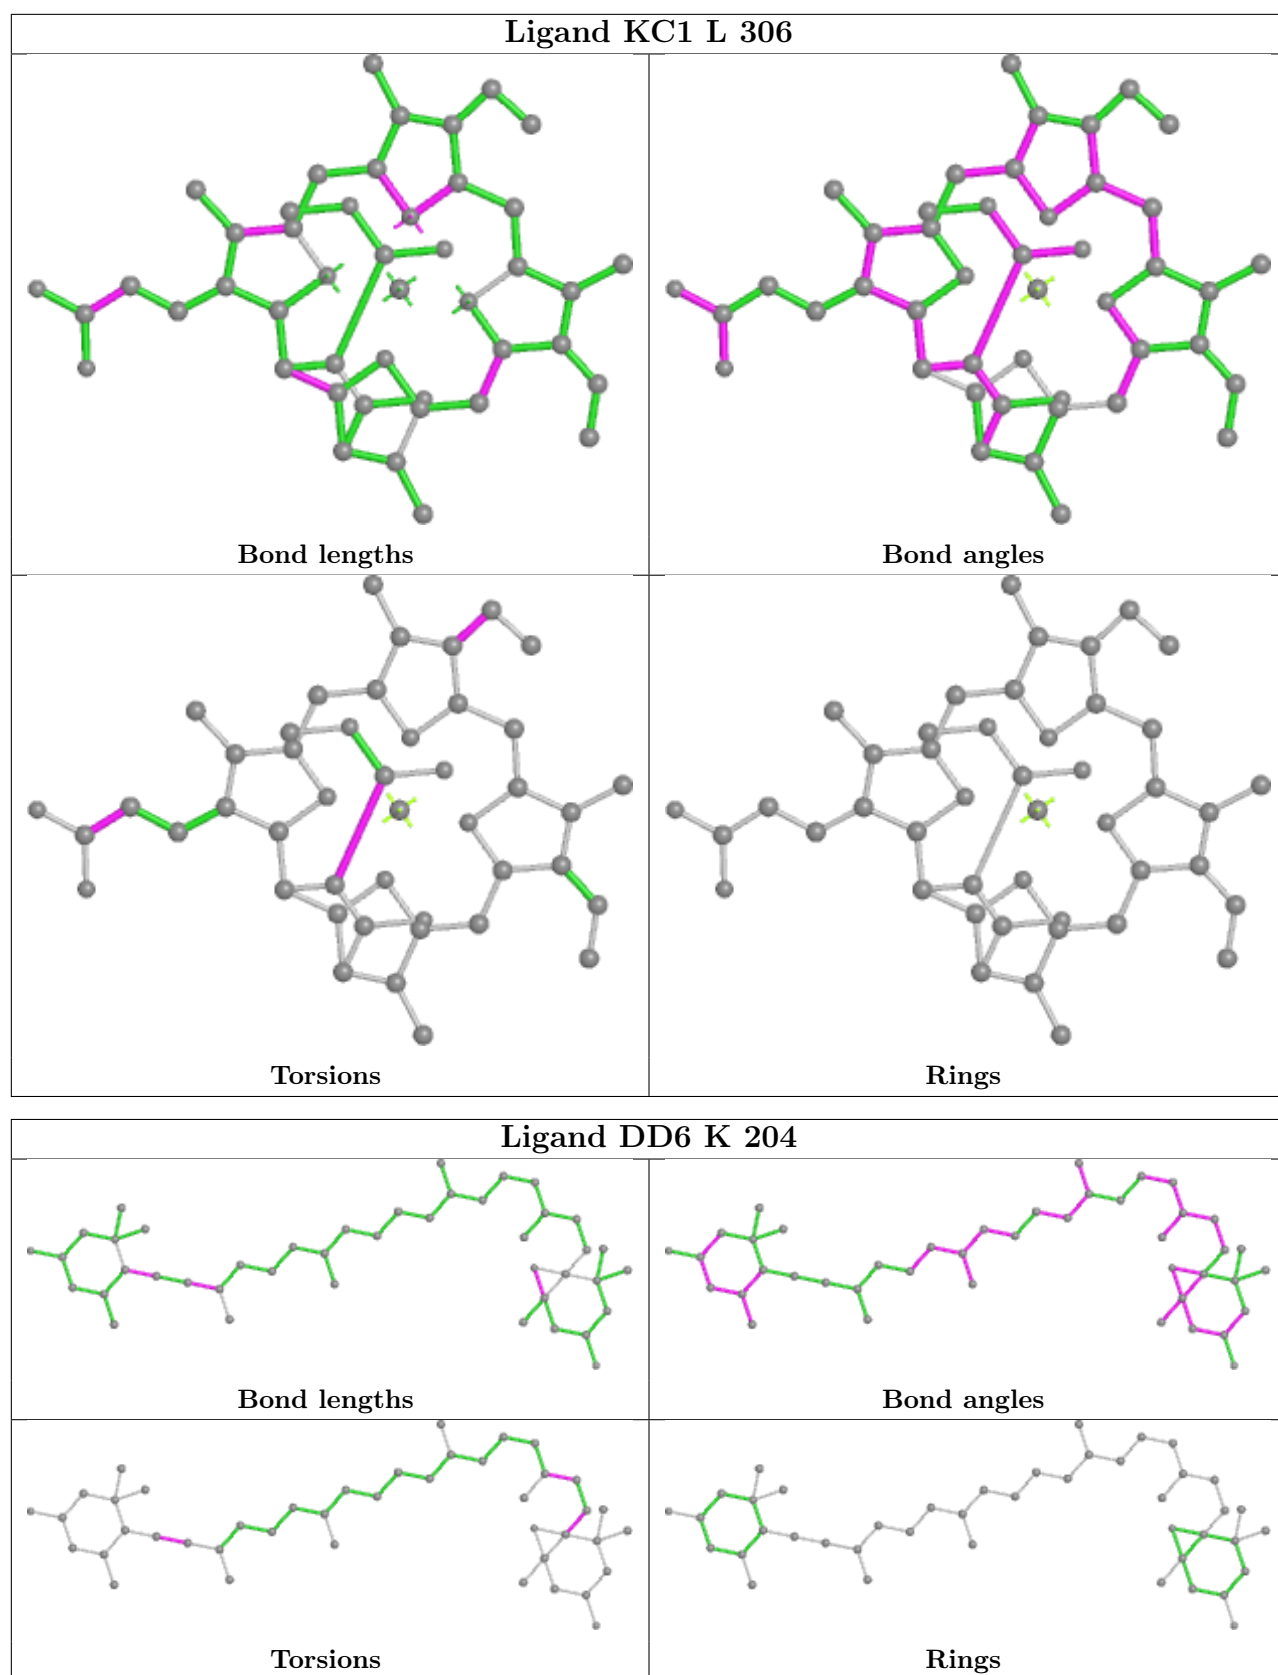 Ligand KC1 L 306
Bond lengths
Bond angles
Torsions
Rings
Ligand DD6 K 204
Bond lengths
Bond angles
Torsions
Rings